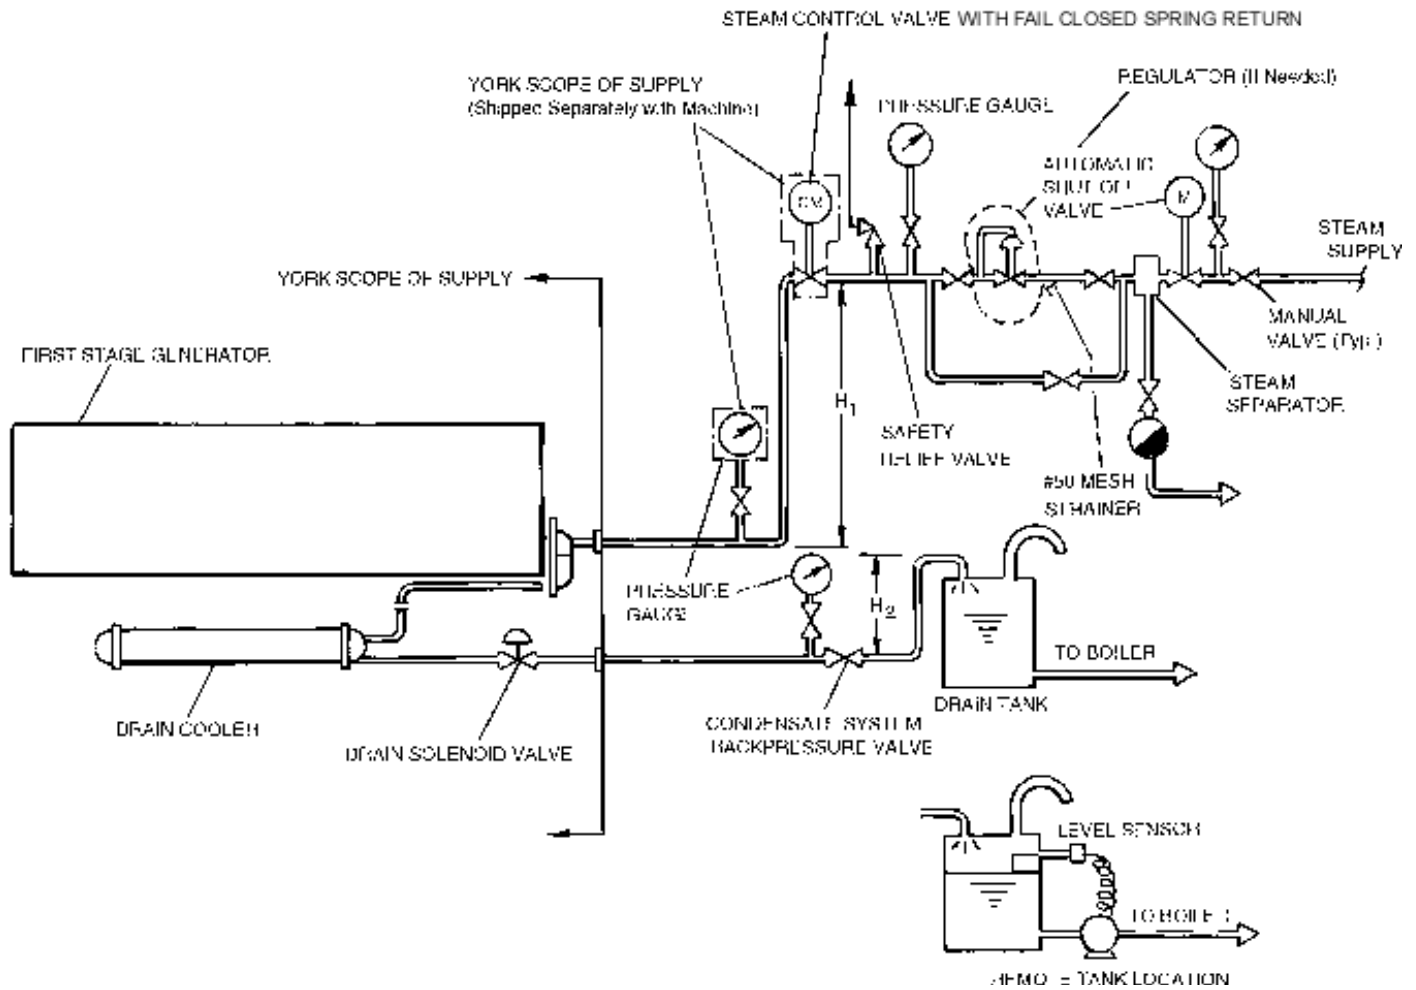 STEAM CONTROL VALVE WITH FAIL CLOSED SPRING RETURN
YORK SCOPE OF SUPPLY
(Shipped Separately with Machine)
REGULATOR (If Needed)
PRESSURE GAUGE
AUTOMATIC
SHUT OFF
VALVE
M
STEAM
SUPPLY
YORK SCOPE OF SUPPLY
MANUAL
VALVE (Typ.)
FIRST STAGE GENERATOR
STEAM
SEPARATOR
H1
SAFETY
RELIEF VALVE
#50 MESH
STRAINER
PRESSURE
GAUGE
H2
TO BOILER
DRAIN TANK
DRAIN COOLER
DRAIN SOLENOID VALVE
CONDENSATE SYSTEM
BACKPRESSURE VALVE
LEVEL SENSOR
TO BOILER
REMOTE TANK LOCATION